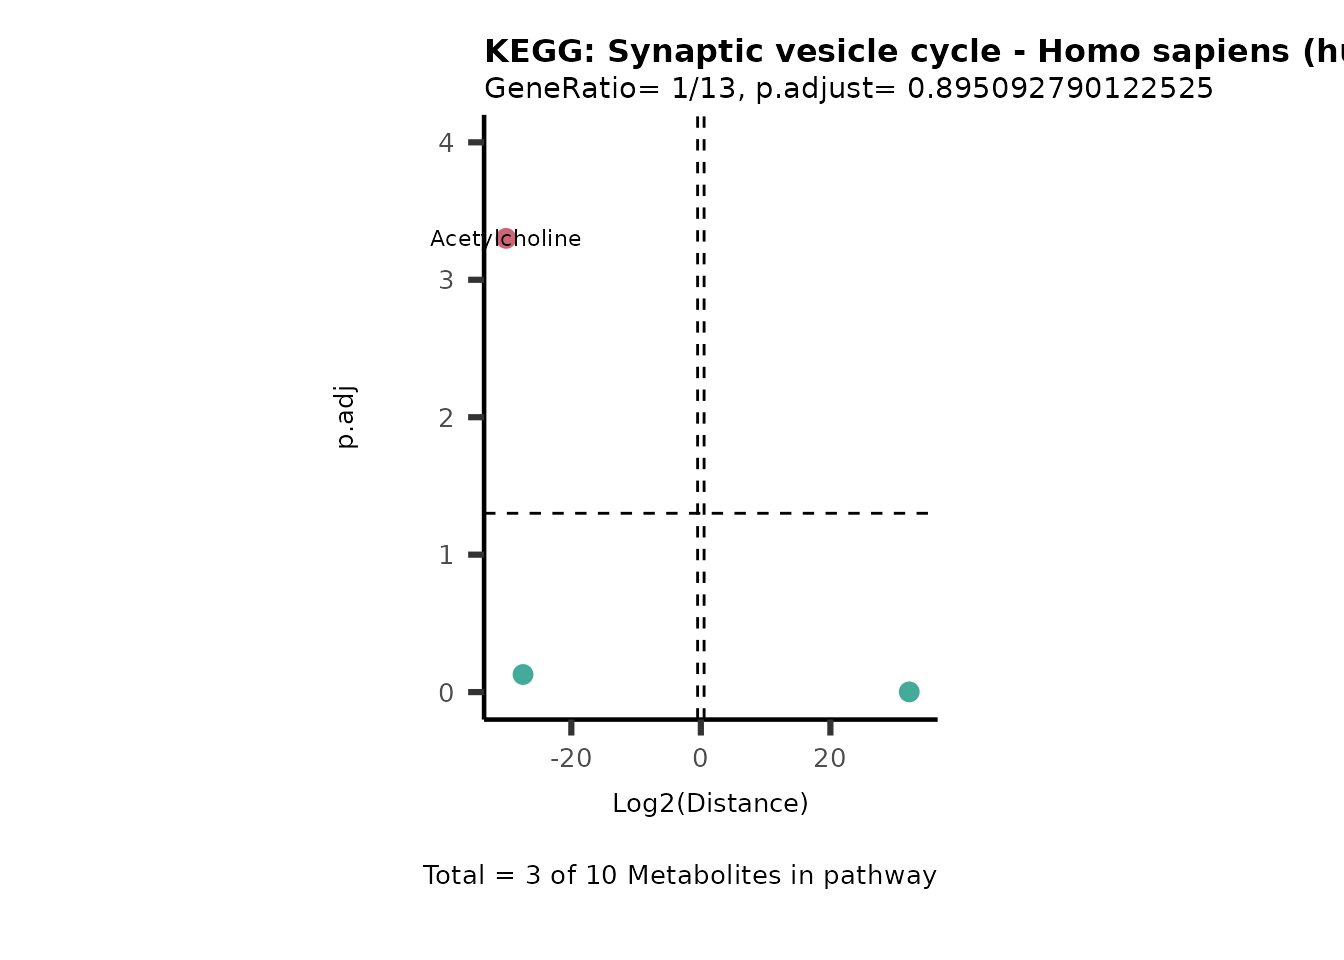 KEGG: Synaptic vesicle cycle - Homo sapiens (hu
GeneRatio= 1/13, p.adjust= 0.895092790122525
4
Acetylcholine
3
p.adj
2
1
0
-20 0 20
Log2(Distance)
Total = 3 of 10 Metabolites in pathway